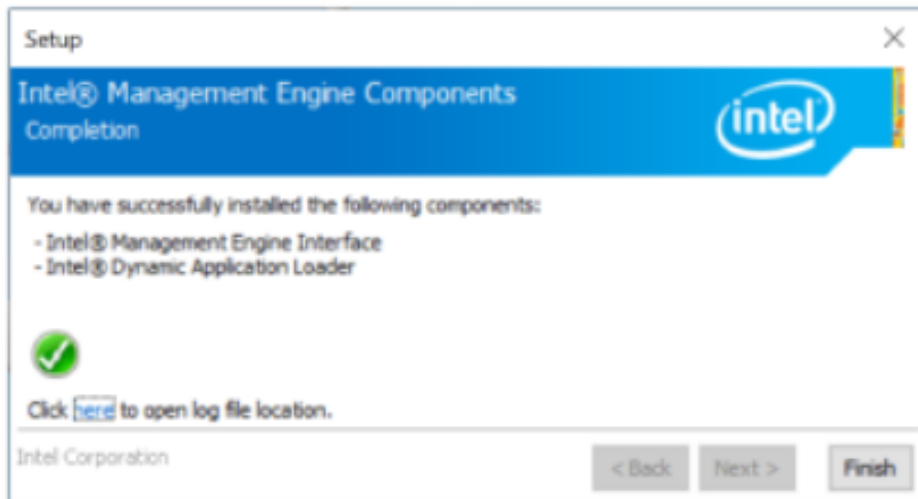 Setup
Intel® Management Engine Components
Completion
intel
You have successfully installed the following components:
- Intel® Management Engine Interface
- Intel® Dynamic Application Loader
Click here to open log file location.
Intel Corporation
< Back Next > Finish